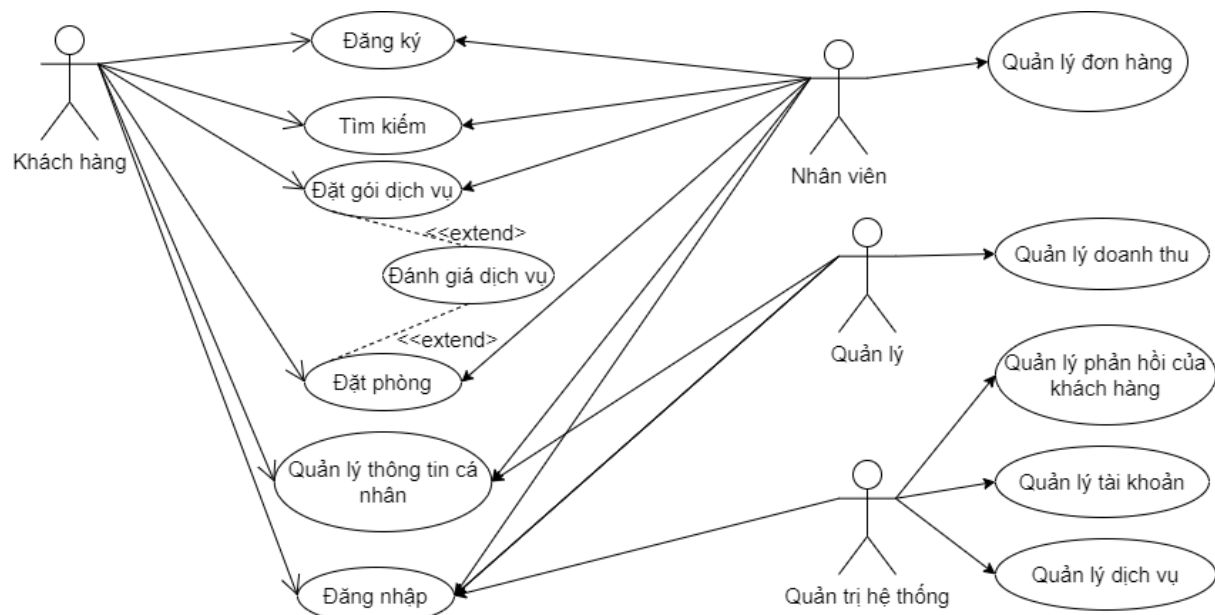 Đăng ký
Quản lý đơn hàng
Tìm kiếm
Khách hàng
Nhân viên
Đặt gói dịch vụ
<<extend>
Đánh giá dịch vụ
Quản lý doanh thu
<<extend>
Quản lý
Quản lý phản hồi của
khách hàng
Đặt phòng
Quản lý thông tin cá
nhân
Quản lý tài khoản
Quản lý dịch vụ
Đăng nhập
Quản trị hệ thống